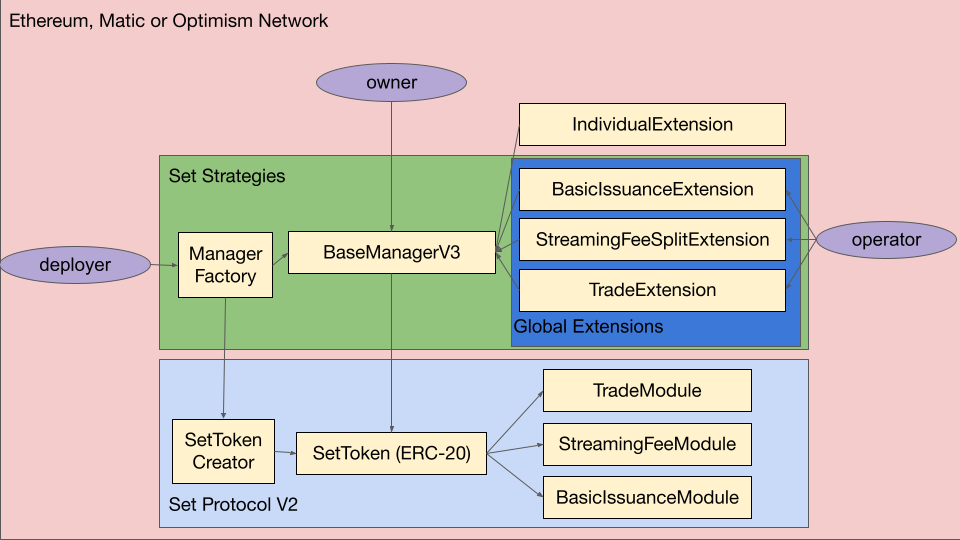 Ethereum, Matic or Optimism Network
owner
IndividualExtension
Set Strategies
BasicIssuanceExtension
StreamingFeeSplitExtension
operator
deployer
Manager
Factory
BaseManagerV3
TradeExtension
Global Extensions
TradeModule
SetToken
Creator
SetToken (ERC-20)
StreamingFeeModule
BasicIssuanceModule
Set Protocol V2